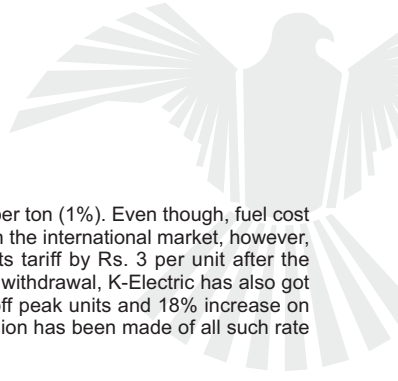 per ton (1%). Even though, fuel cost
n the international market, however,
ts tariff by Rs. 3 per unit after the
withdrawal, K-Electric has also got
off peak units and 18% increase on
ion has been made of all such rate